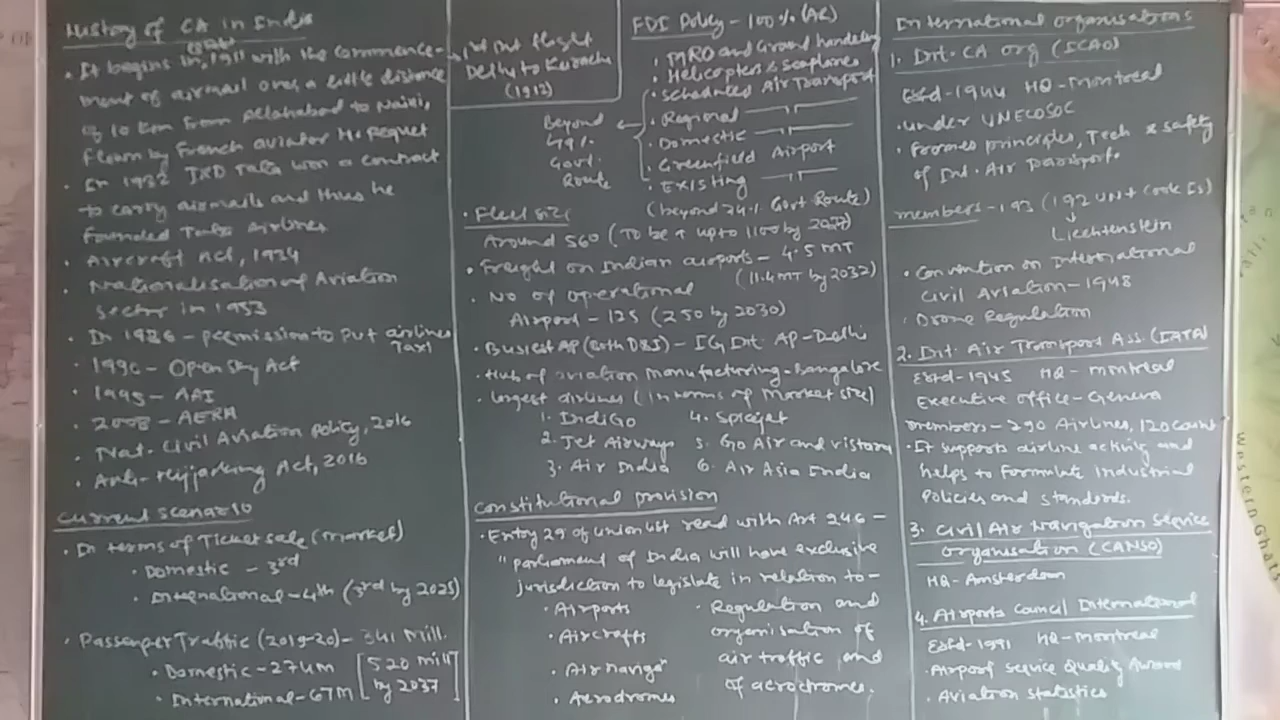 History of CA in India
• It begins in, 1911 with the commence-
ment of airmail over a little distance
of 10 km from Allahabad to Naini,
flown by French aviator Mr Pequet
• In 1932 JRD Tata won a contract
to carry airmails and thus he
founded Tata Airlines
• Aircraft Act, 1934
• Nationalisation of Aviation
sector in 1953
• In 1986 - permission to Pvt airlines
Taxi
• 1990 - Open Sky Act
• 1995 - AAI
• 2008 - AERA
• Nat. Civil Aviation policy, 2016
• Anti-Hijjacking Act, 2016
Current Scenario
• In terms of Ticket sale (market)
• Domestic - 3rd
• International - 4th (3rd by 2025)
• Passenger Traffic (2019-20) - 341 Mill.
• Domestic - 274M [520 mill
• International - 67M by 2037]
1st Int flight
Delhi to Karachi
(1912)
FDI Policy - 100% (AR)
• MRO and Ground handeling
• Helicopters & seaplanes
• Scheduled Air Transport
• Regional
• Domestic
• Greenfield Airport
• Existing
Beyond
49%
Govt.
Route
(beyond 74% Govt Route)
• Fleet size
Around 560 (To be ↑ upto 1100 by 2037)
• Freight on Indian airports - 4.5 MT
(11.4 MT by 2032)
• No of operational
Airport - 125 (250 by 2030)
• Busiest AP (Both D&I) - IG Int. AP - Delhi
• Hub of aviation manufacturing - Bangalore
• Largest airlines (in terms of market size)
1. IndiGo 4. Spicejet
2. Jet Airways 5. Go Air and vistara
3. Air India 6. Air Asia India
Constitutional provision
• Entry 29 of union list read with Art 246 -
"parliament of India will have exclusive
jurisdiction to legislate in relation to -
• Airports
• Aircrafts
• Air naviga
• Aerodromes
• Regulation and
organisation of
air traffic and
of aerodromes.
International organisations
1. Int. CA org (ICAO)
Estd - 1944 HQ - Montreal
• under UNECOSOC
• formes principles, Tech & safety
of Int. Air transport.
members - 193 (192 UN + Cook Is)
↓
Liechtenstein
• Convention on International
Civil Aviation - 1948
• Drone Regulation
2. Int. Air Transport Ass. (IATA)
Estd - 1945 HQ - Montreal
Executive office - Geneva
members - 290 Airlines, 120 count
• It supports airline activity and
helps to formulate Industrial
Policies and standards.
3. Civil Air Navigation Service
Organisation (CANSO)
HQ - Amsterdam
4. Airports Council International
Estd - 1991 HQ - Montreal
• Airport service Quality Award
• Aviation statistics
Western Ghats